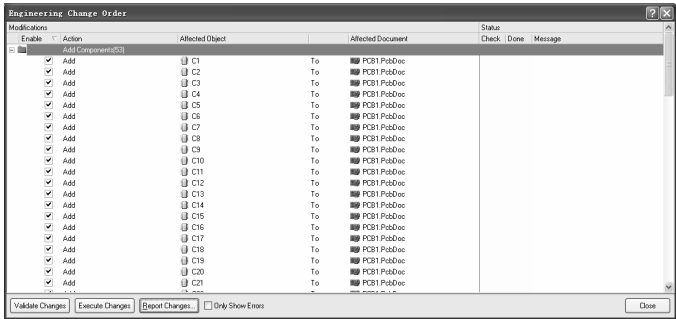 Engineering Change Order
Modifications Status
Enable Action Affected Object Affected Document Check Done Message
Add Components(53)
Add C1 To PCB1.PcbDoc
Add C2 To PCB1.PcbDoc
Add C3 To PCB1.PcbDoc
Add C4 To PCB1.PcbDoc
Add C5 To PCB1.PcbDoc
Add C6 To PCB1.PcbDoc
Add C7 To PCB1.PcbDoc
Add C8 To PCB1.PcbDoc
Add C9 To PCB1.PcbDoc
Add C10 To PCB1.PcbDoc
Add C11 To PCB1.PcbDoc
Add C12 To PCB1.PcbDoc
Add C13 To PCB1.PcbDoc
Add C14 To PCB1.PcbDoc
Add C15 To PCB1.PcbDoc
Add C16 To PCB1.PcbDoc
Add C17 To PCB1.PcbDoc
Add C18 To PCB1.PcbDoc
Add C19 To PCB1.PcbDoc
Add C20 To PCB1.PcbDoc
Add C21 To PCB1.PcbDoc
Validate Changes Execute Changes Report Changes... Only Show Errors Close